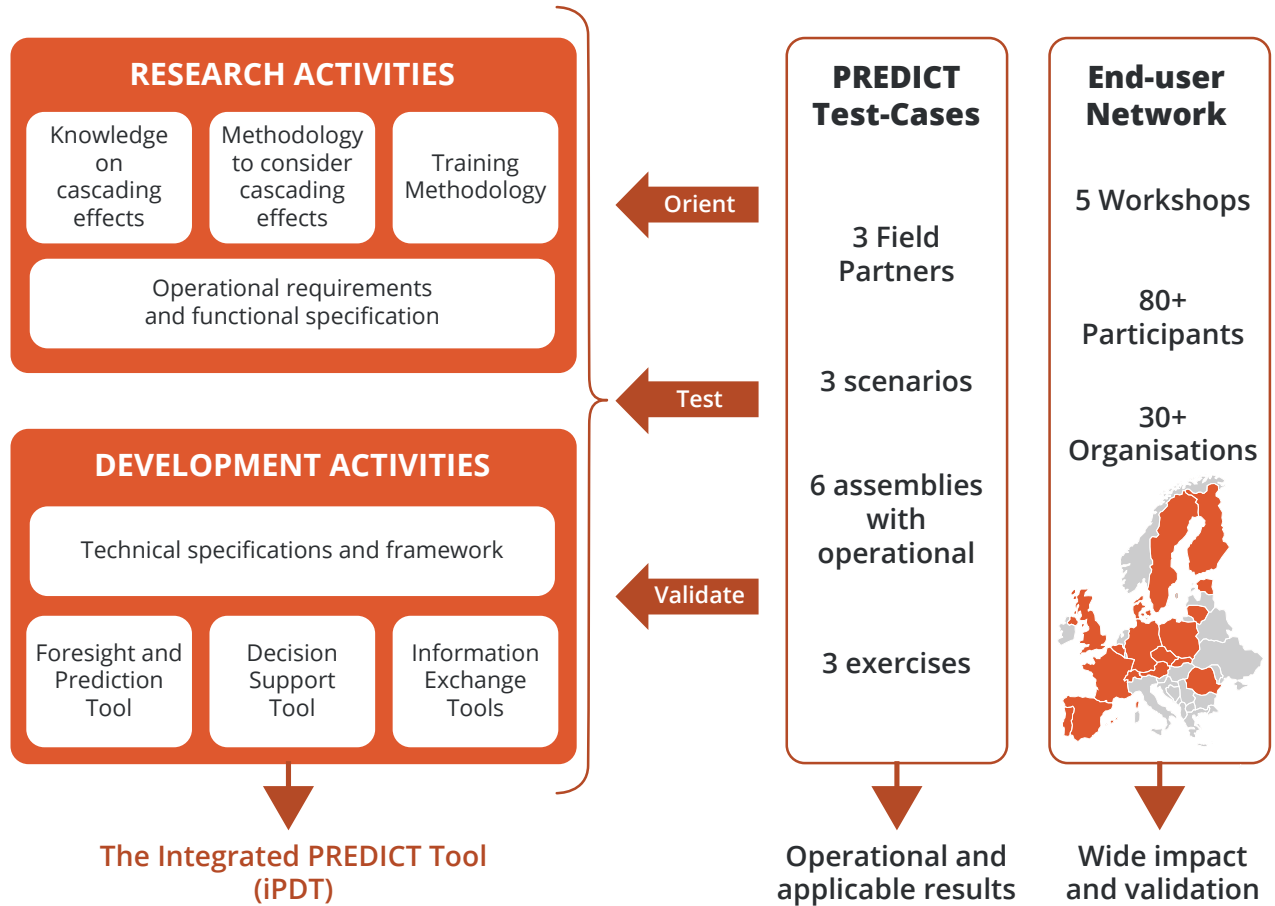 RESEARCH ACTIVITIES
Knowledge
on
cascading
effects
Methodology
to consider
cascading
effects
Training
Methodology
Operational requirements
and functional specification
DEVELOPMENT ACTIVITIES
Technical specifications and framework
Foresight and
Prediction
Tool
Decision
Support
Tool
Information
Exchange
Tools
The Integrated PREDICT Tool
(iPDT)
Orient
Test
Validate
PREDICT
Test-Cases
3 Field
Partners
3 scenarios
6 assemblies
with
operational
3 exercises
Operational and
applicable results
End-user
Network
5 Workshops
80+
Participants
30+
Organisations
Wide impact
and validation